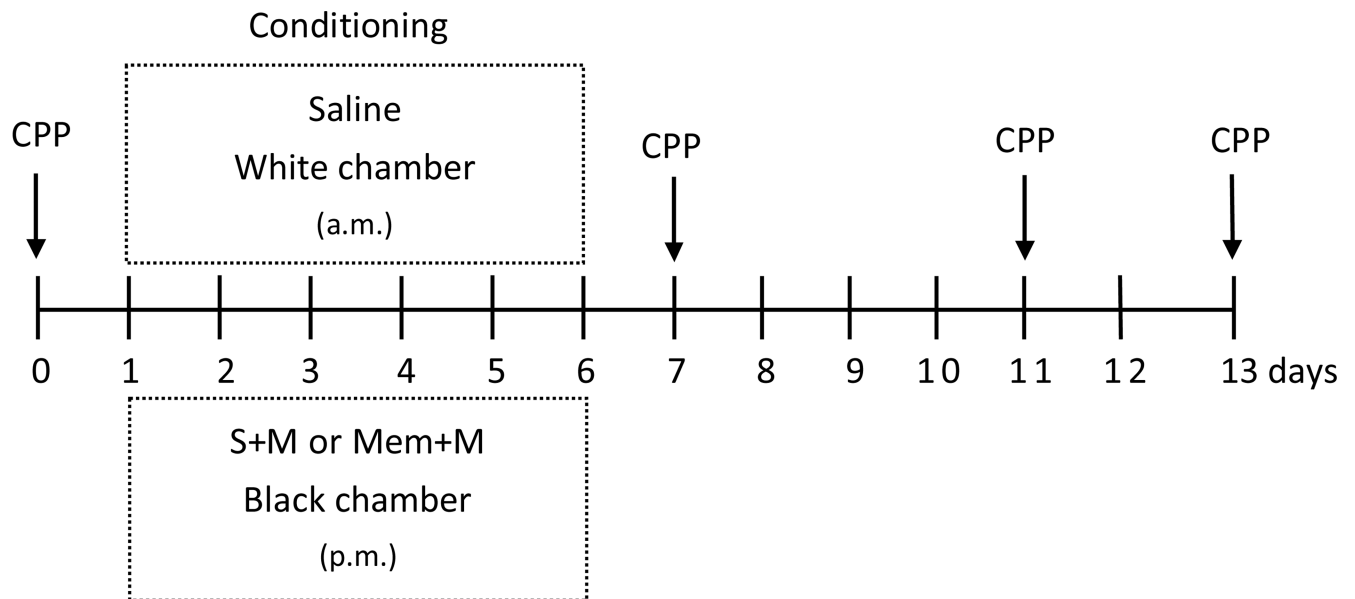 Conditioning
Saline
White chamber
(a.m.)
CPP
CPP
CPP
CPP
0 1 2 3 4 5 6 7 8 9 10 11 12 13 days
S+M or Mem+M
Black chamber
(p.m.)